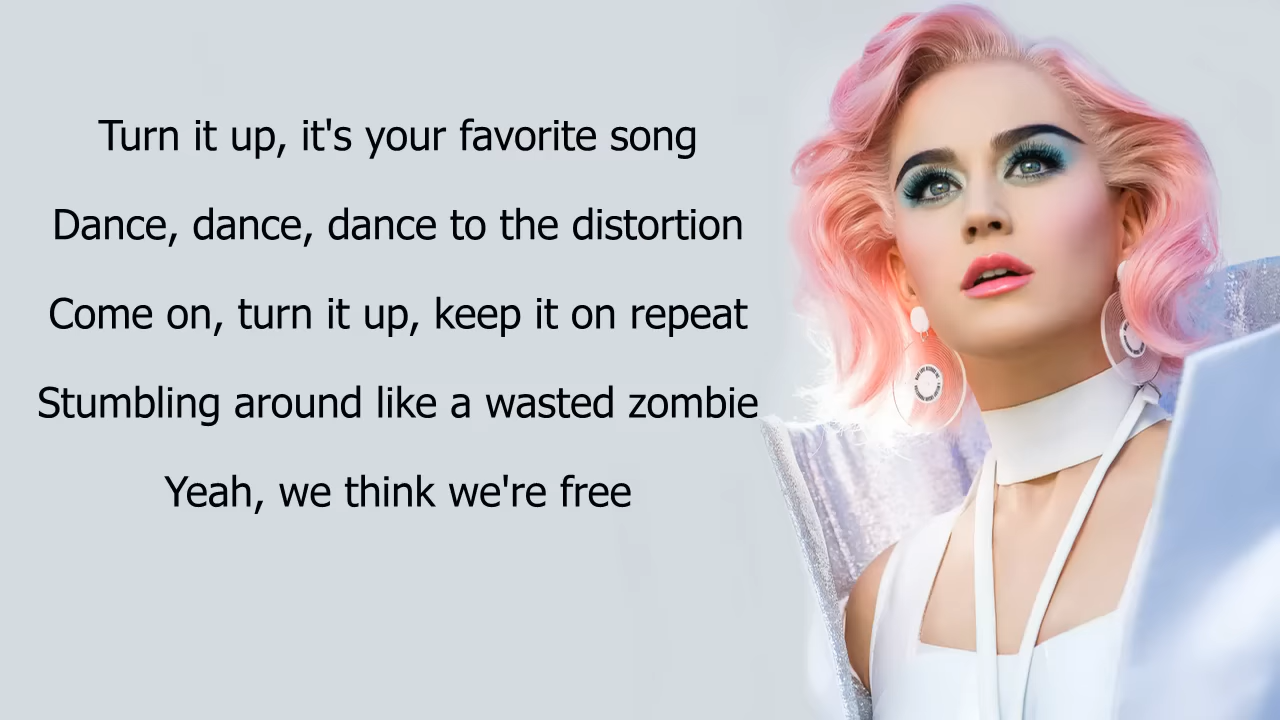 Turn it up, it's your favorite song
Dance, dance, dance to the distortion
Come on, turn it up, keep it on repeat
Stumbling around like a wasted zombie
Yeah, we think we're free